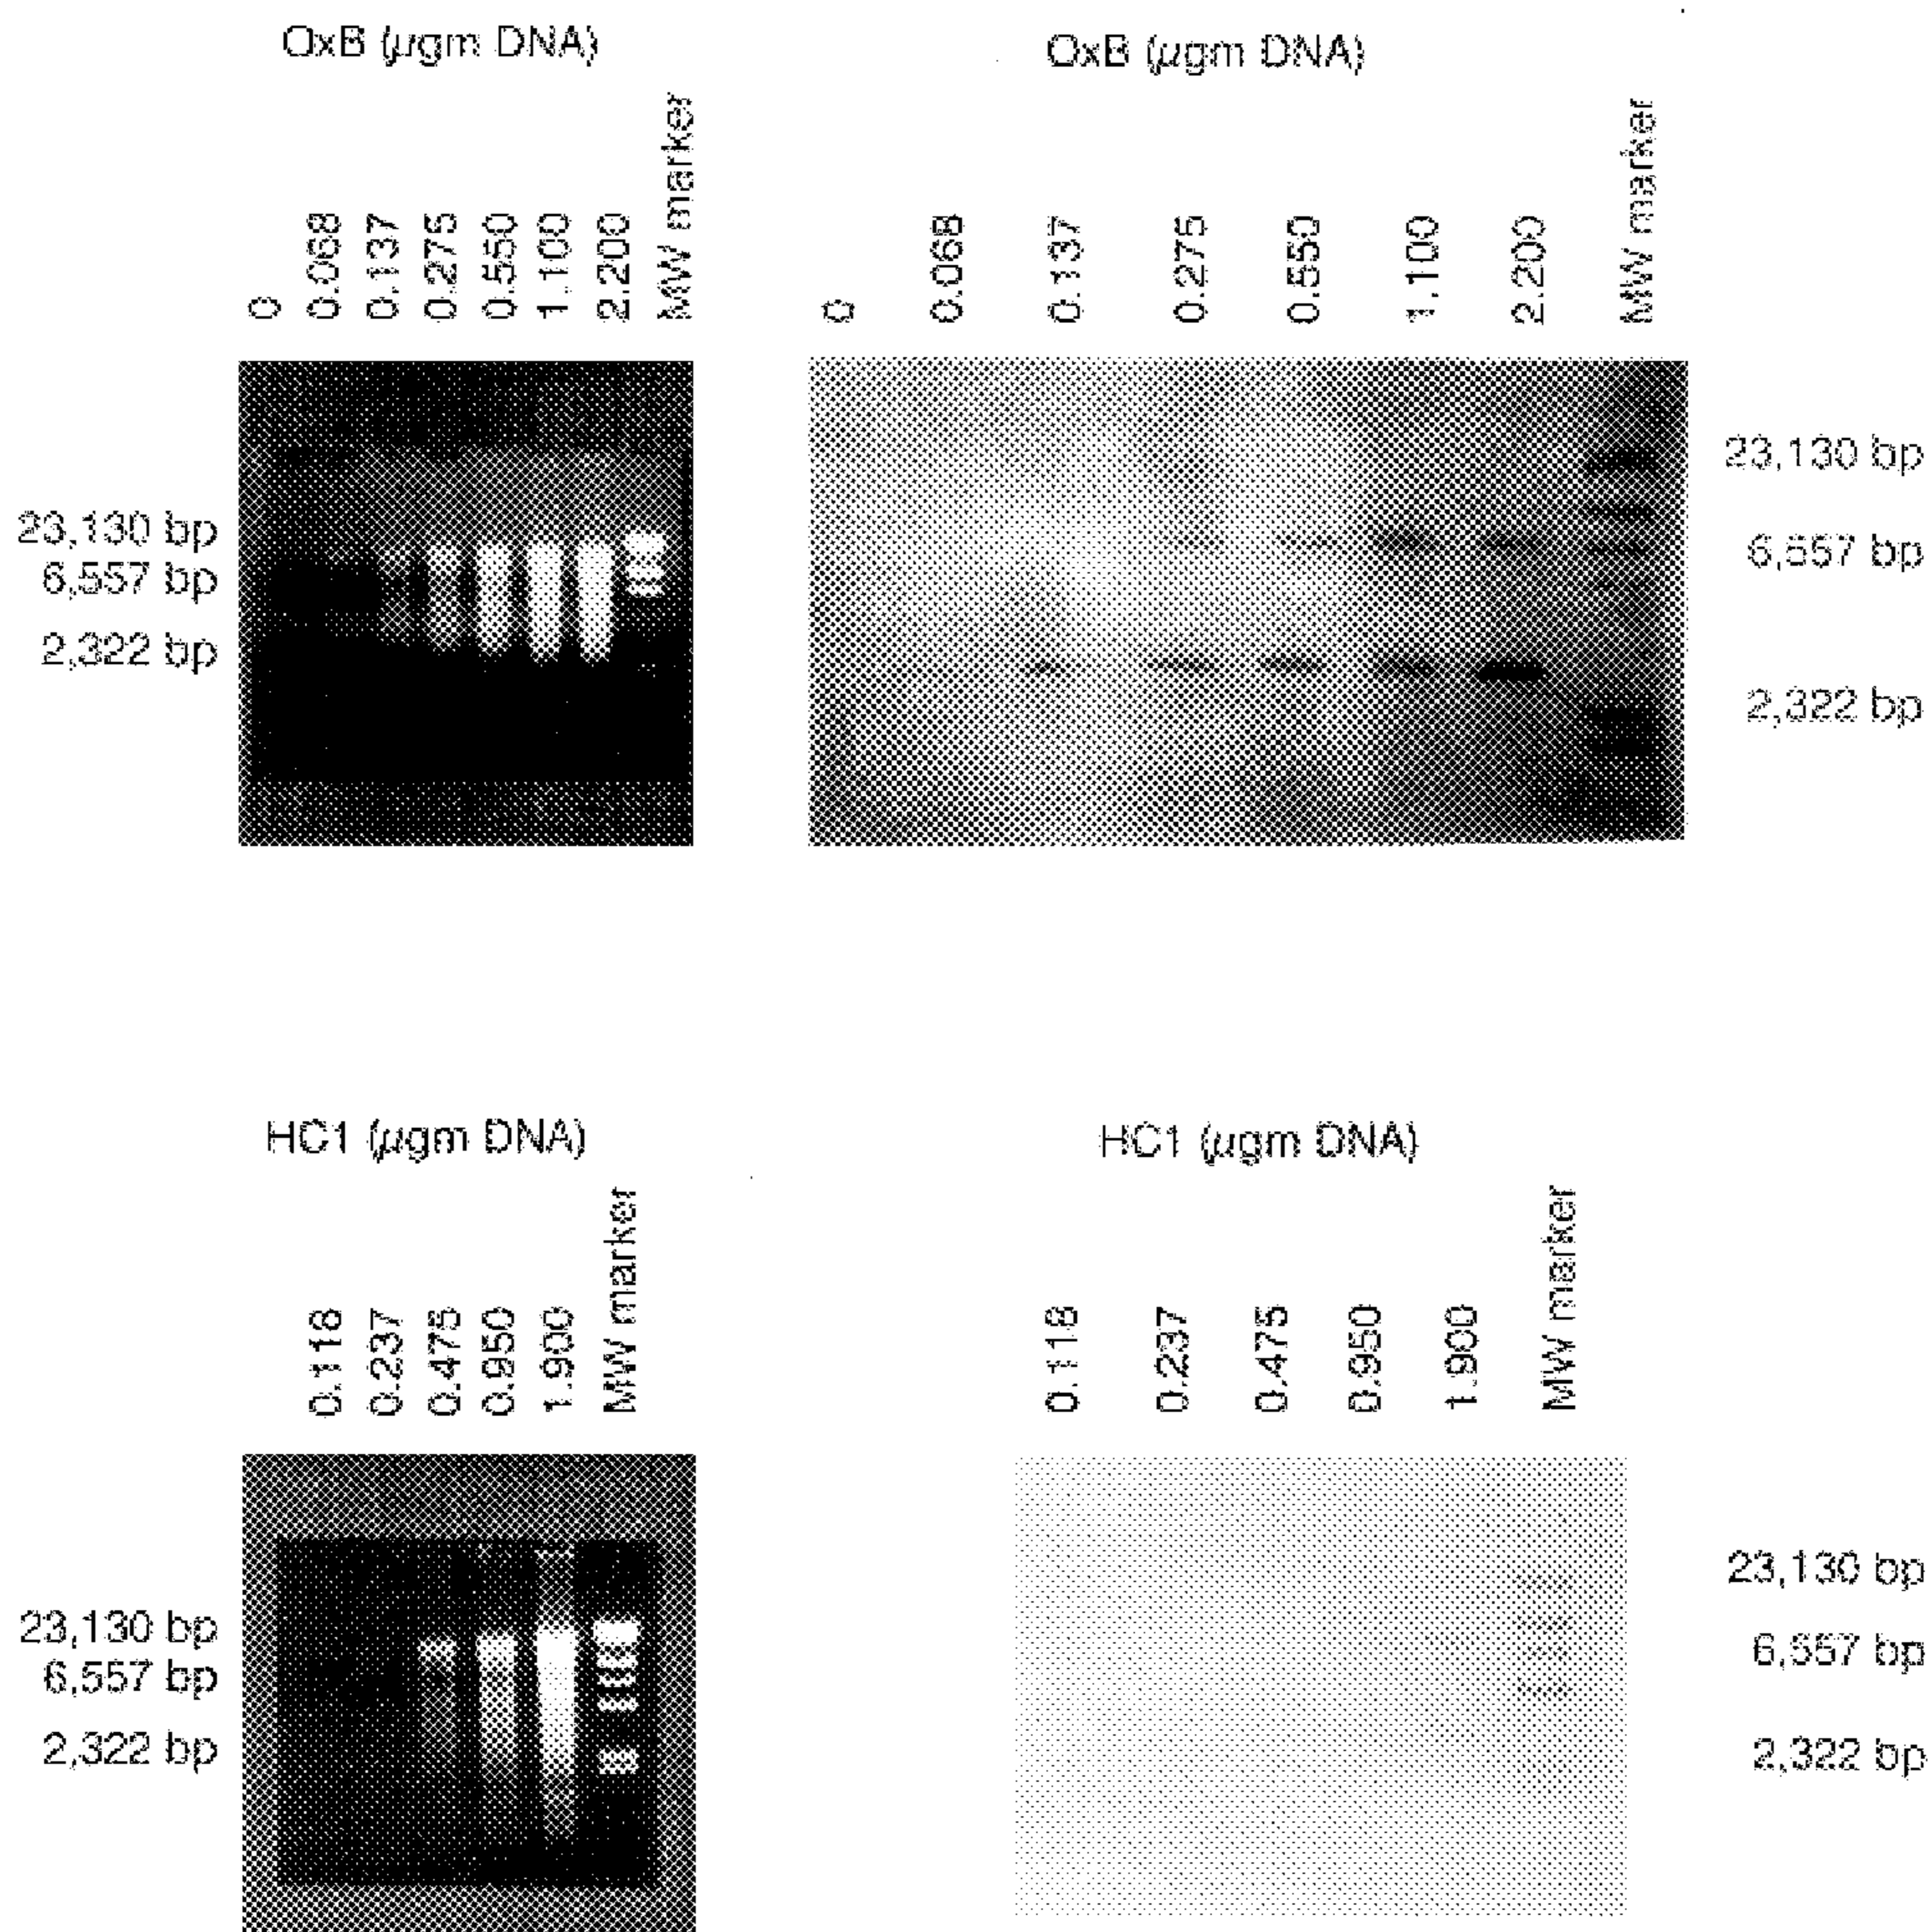 OxB (µgm DNA)
0
0.068
0.137
0.275
0.550
1.100
2.200
MW marker
23,130 bp
6,557 bp
2,322 bp
OxB (µgm DNA)
0
0.068
0.137
0.275
0.550
1.100
2.200
MW marker
23,130 bp
6,557 bp
2,322 bp
HC1 (µgm DNA)
0.118
0.237
0.475
0.950
1.900
MW marker
23,130 bp
6,557 bp
2,322 bp
HC1 (µgm DNA)
0.118
0.237
0.475
0.950
1.900
MW marker
23,130 bp
6,557 bp
2,322 bp